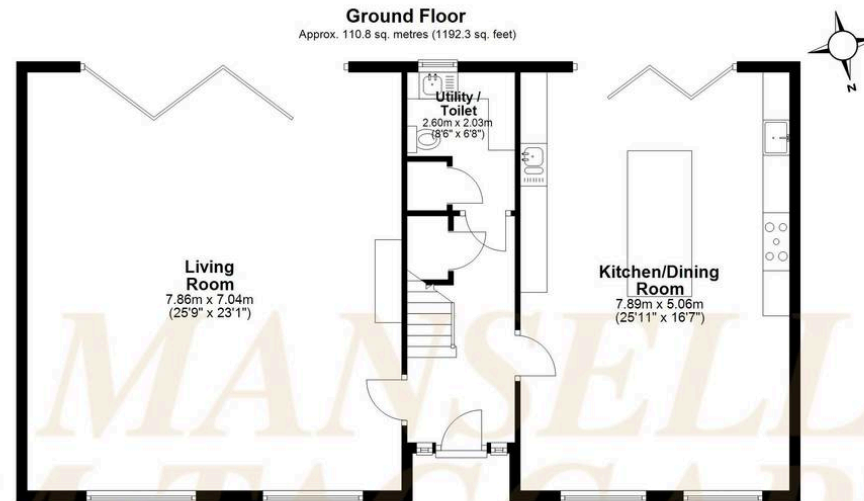 Ground Floor
Approx. 110.8 sq. metres (1192.3 sq. feet)
N
Utility /
Toilet
2.60m x 2.03m
(8'6" x 6'8")
Living
Room
7.86m x 7.04m
(25'9" x 23'1")
Kitchen/Dining
Room
7.89m x 5.06m
(25'11" x 16'7")
MANSELL